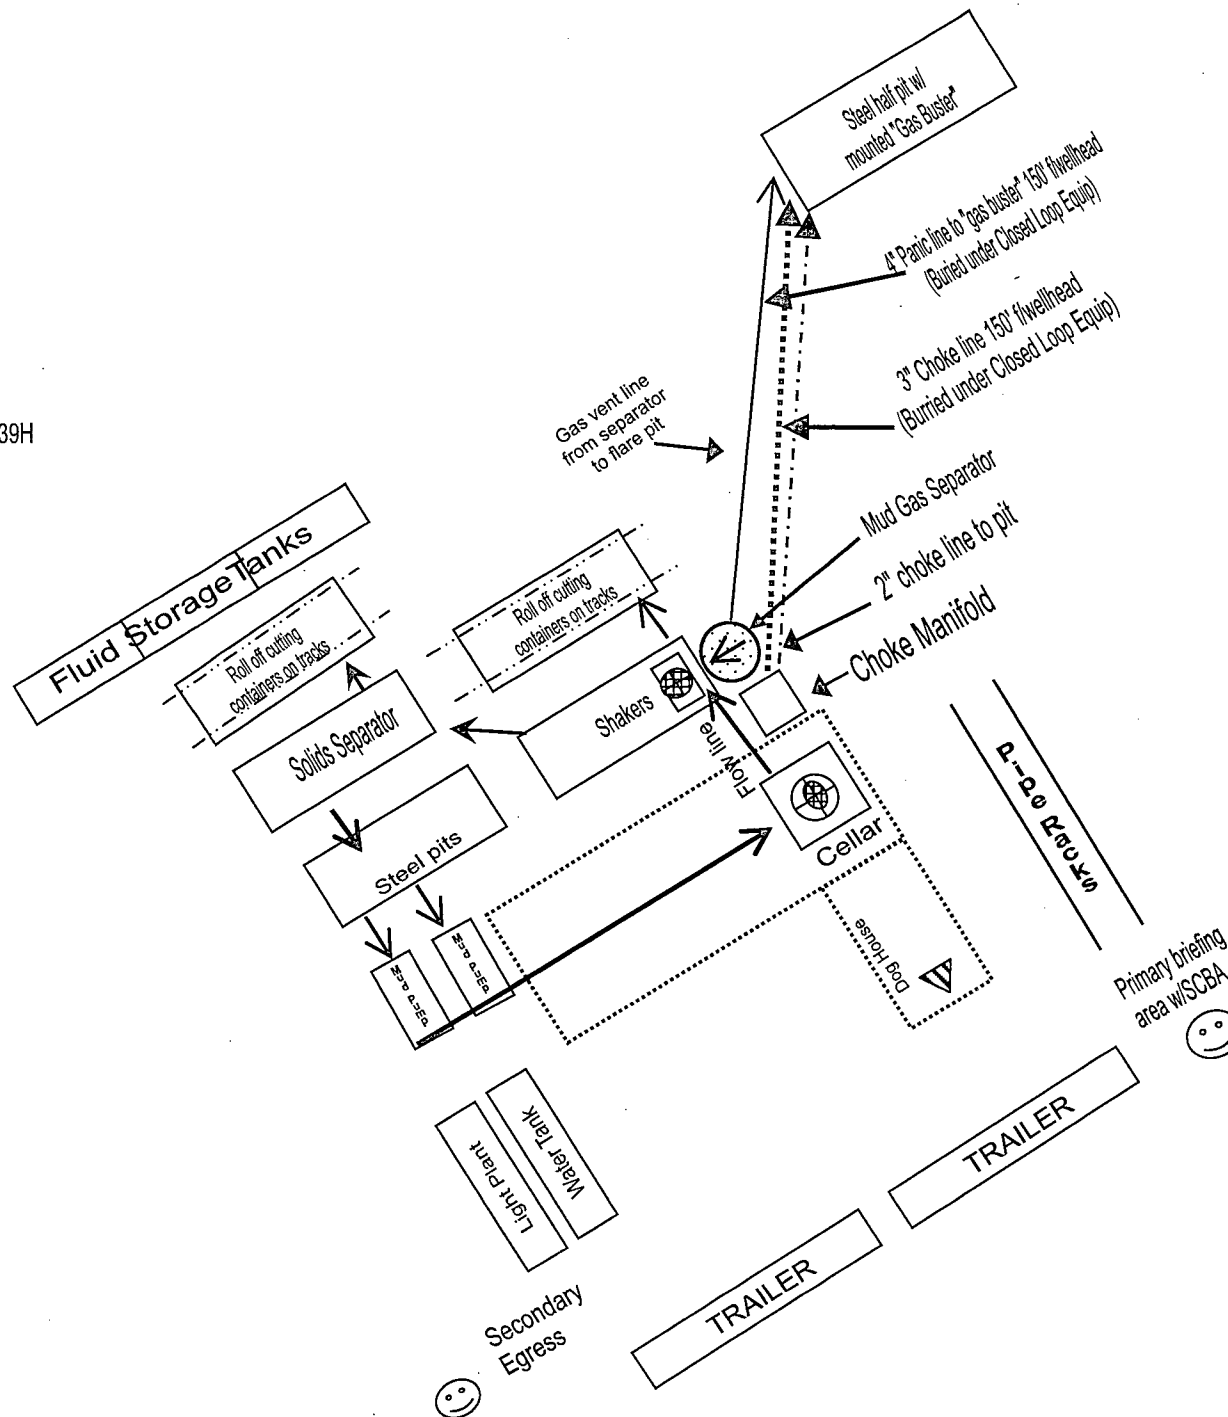 Steel half pit w/
mounted "Gas Buster"
4" Panic line to "gas buster" 150' f/wellhead
(Buried under Closed Loop Equip)
3" Choke line 150' f/wellhead
(Burried under Closed Loop Equip)
Gas vent line
from separator
to flare pit
39H
Mud Gas Separator
2" choke line to pit
Choke Manifold
Fluid StorageTanks
Roll off cutting
containers on tracks
Roll off cutting
containers on tracks
Solids Separator
Shakers
Flow line
Steel pits
Cellar
Pipe Racks
MUD PUMP
MUD PUMP
Dog House
Primary briefing
area w/SCBA
Light Plant
Water Tank
TRAILER
TRAILER
Secondary
Egress